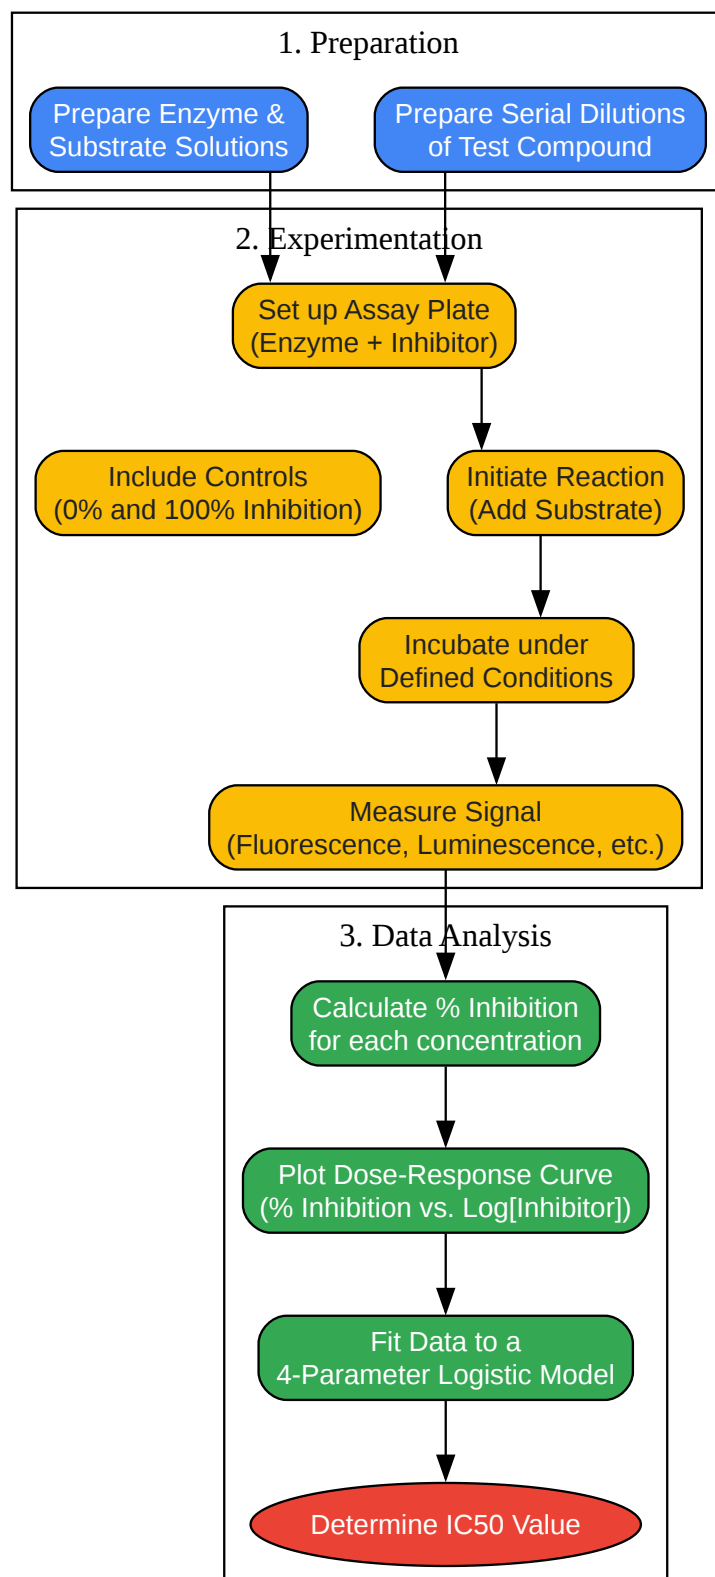 1. Preparation
Prepare Enzyme &
Substrate Solutions
Prepare Serial Dilutions
of Test Compound
2. Experimentation
Set up Assay Plate
(Enzyme + Inhibitor)
Include Controls
(0% and 100% Inhibition)
Initiate Reaction
(Add Substrate)
Incubate under
Defined Conditions
Measure Signal
(Fluorescence, Luminescence, etc.)
3. Data Analysis
Calculate % Inhibition
for each concentration
Plot Dose-Response Curve
(% Inhibition vs. Log[Inhibitor])
Fit Data to a
4-Parameter Logistic Model
Determine IC50 Value